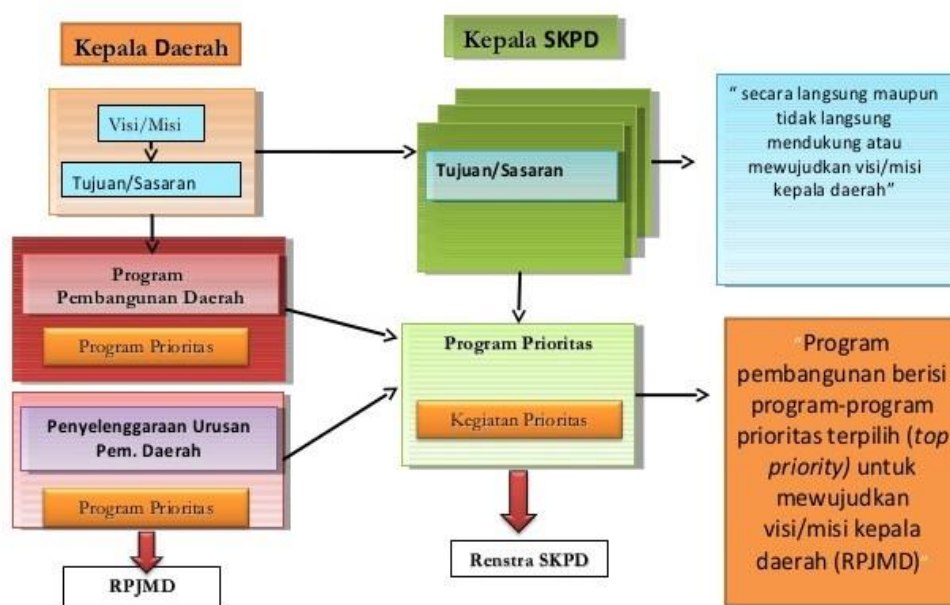 Kepala Daerah
Visi/Misi
Tujuan/Sasaran
Program
Pembangunan Daerah
Program Prioritas
Penyelenggaraan Urusan
Pem. Daerah
Program Prioritas
RPJMD
Kepala SKPD
Tujuan/Sasaran
Program Prioritas
Kegiatan Prioritas
Renstra SKPD
“ secara langsung maupun
tidak langsung
mendukung atau
mewujudkan visi/misi
kepala daerah”
“Program
pembangunan berisi
program-program
prioritas terpilih (top
priority) untuk
mewujudkan
visi/misi kepala
daerah (RPJMD)”